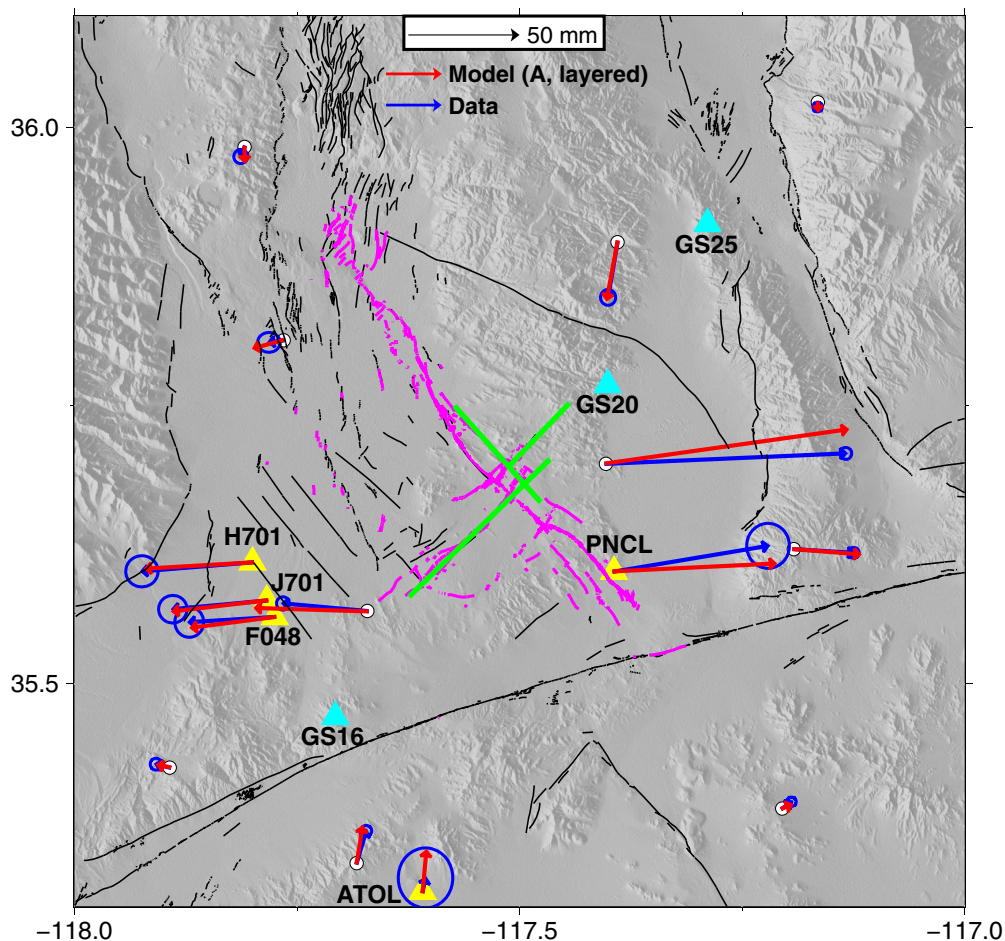 50 mm
Model (A, layered)
Data
36.0
GS25
GS20
H701
PNCL
J701
F048
35.5
GS16
ATOL
−118.0
−117.5
−117.0